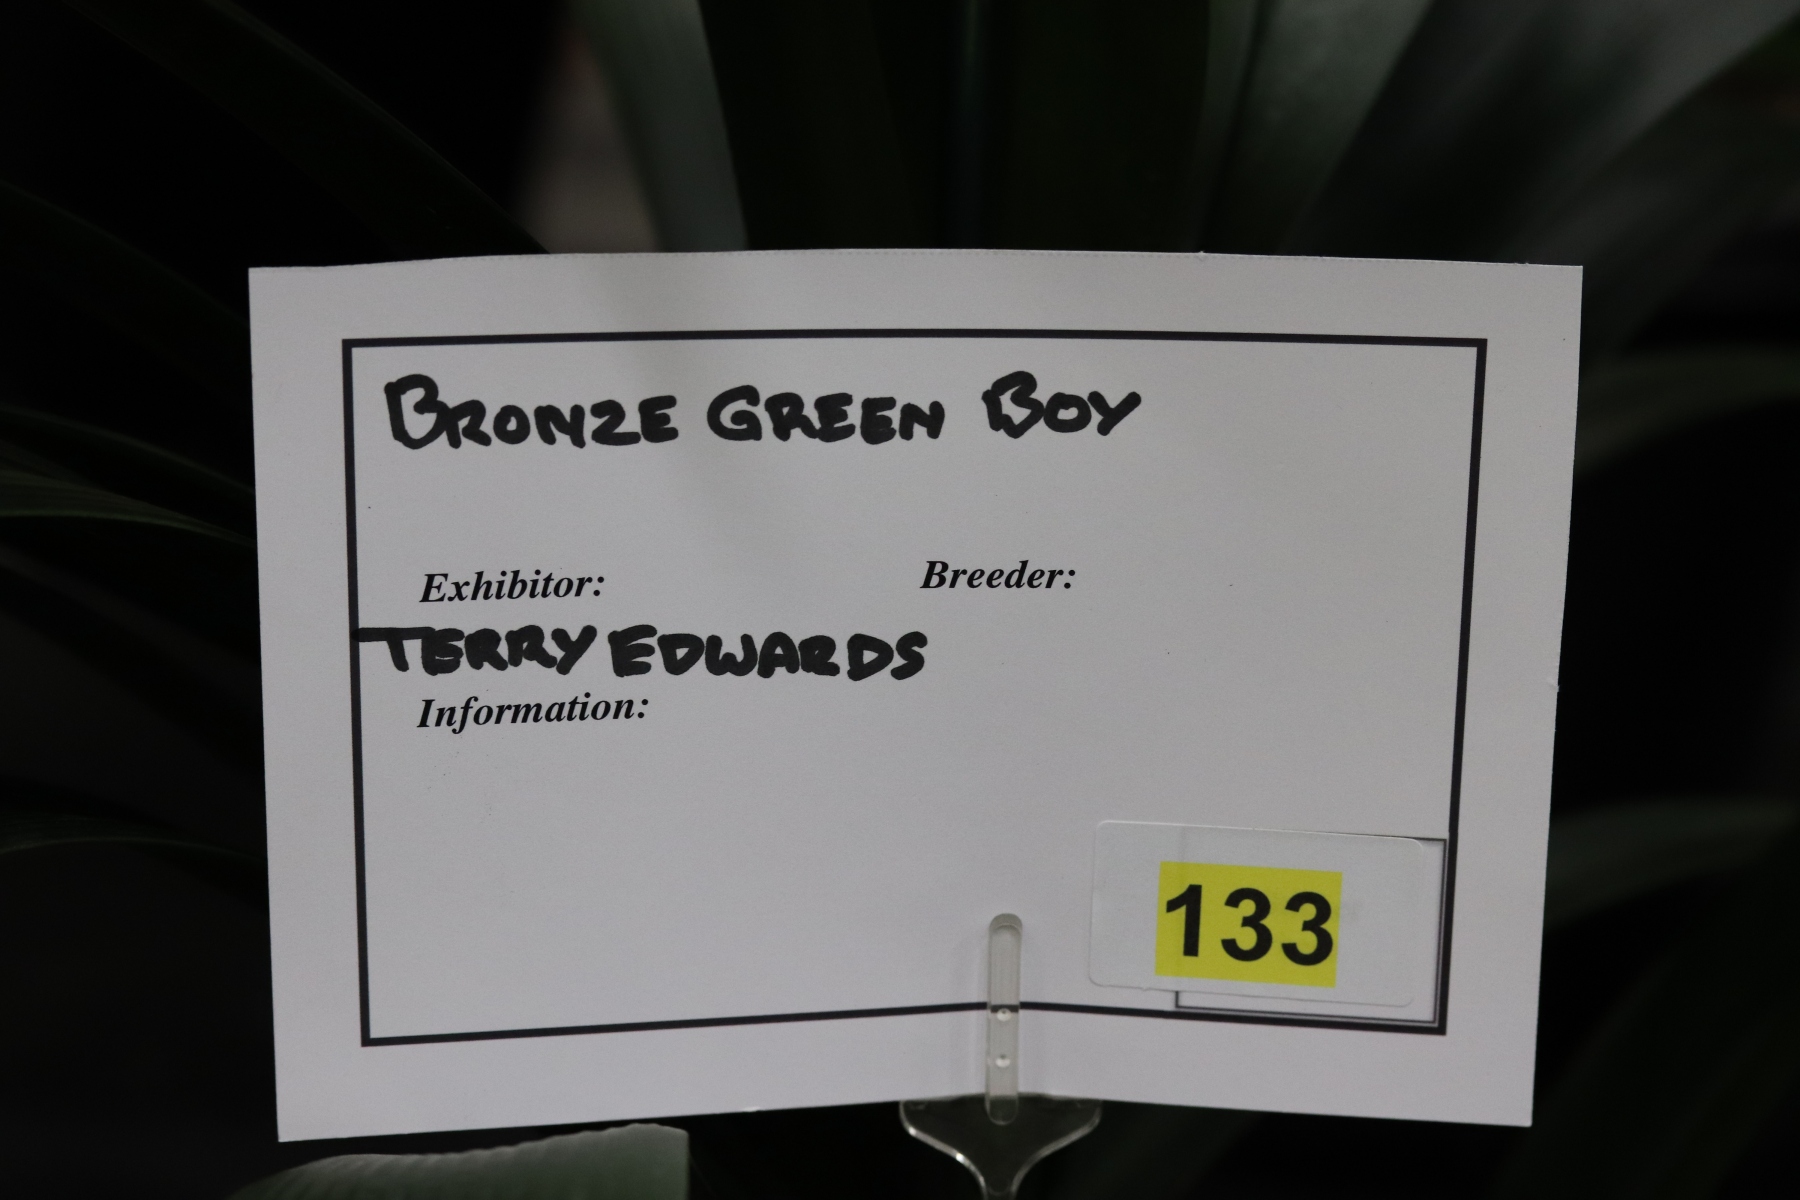 BRONZE GREEN BOY
Exhibitor: Breeder:
TERRY EDWARDS
Information:
133